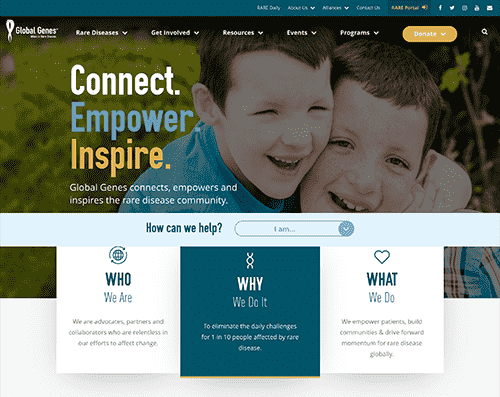 RARE Daily About Us Alliances Contact Us RARE Portal
Global Genes
Allies in Rare Disease
Rare Diseases Get Involved Resources Events Programs Donate
Connect.
Empower.
Inspire.
Global Genes connects, empowers and
inspires the rare disease community.
How can we help? I am...
WHO
We Are
We are advocates, partners and
collaborators who are relentless in
our efforts to affect change.
WHY
We Do It
To eliminate the daily challenges
for 1 in 10 people affected by rare
disease.
WHAT
We Do
We empower patients, build
communities & drive forward
momentum for rare disease
globally.